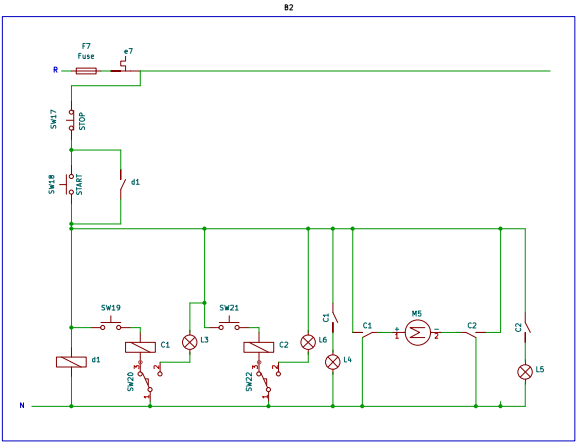 B2
F7
Fuse
e7
R
SW17
STOP
SW18
START
d1
SW19
SW21
C1
M5
C1
+
1
-
2
C2
C2
C1
L3
C2
L6
L4
L5
d1
SW20
3
2
1
SW22
3
2
1
N